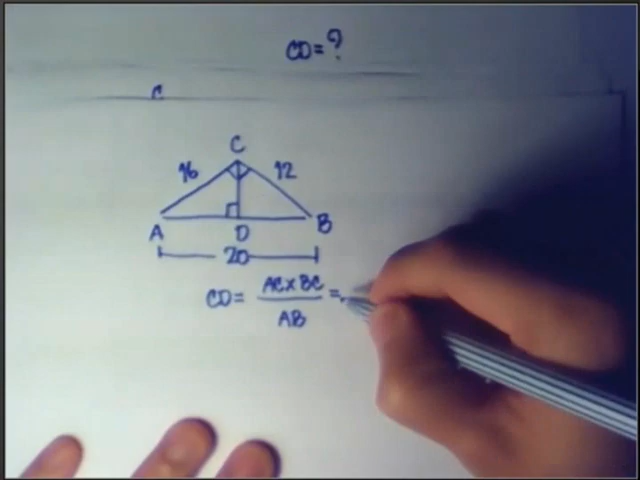 CD = ?
C
C
16 12
A D B
20
CD = AC x BC / AB =